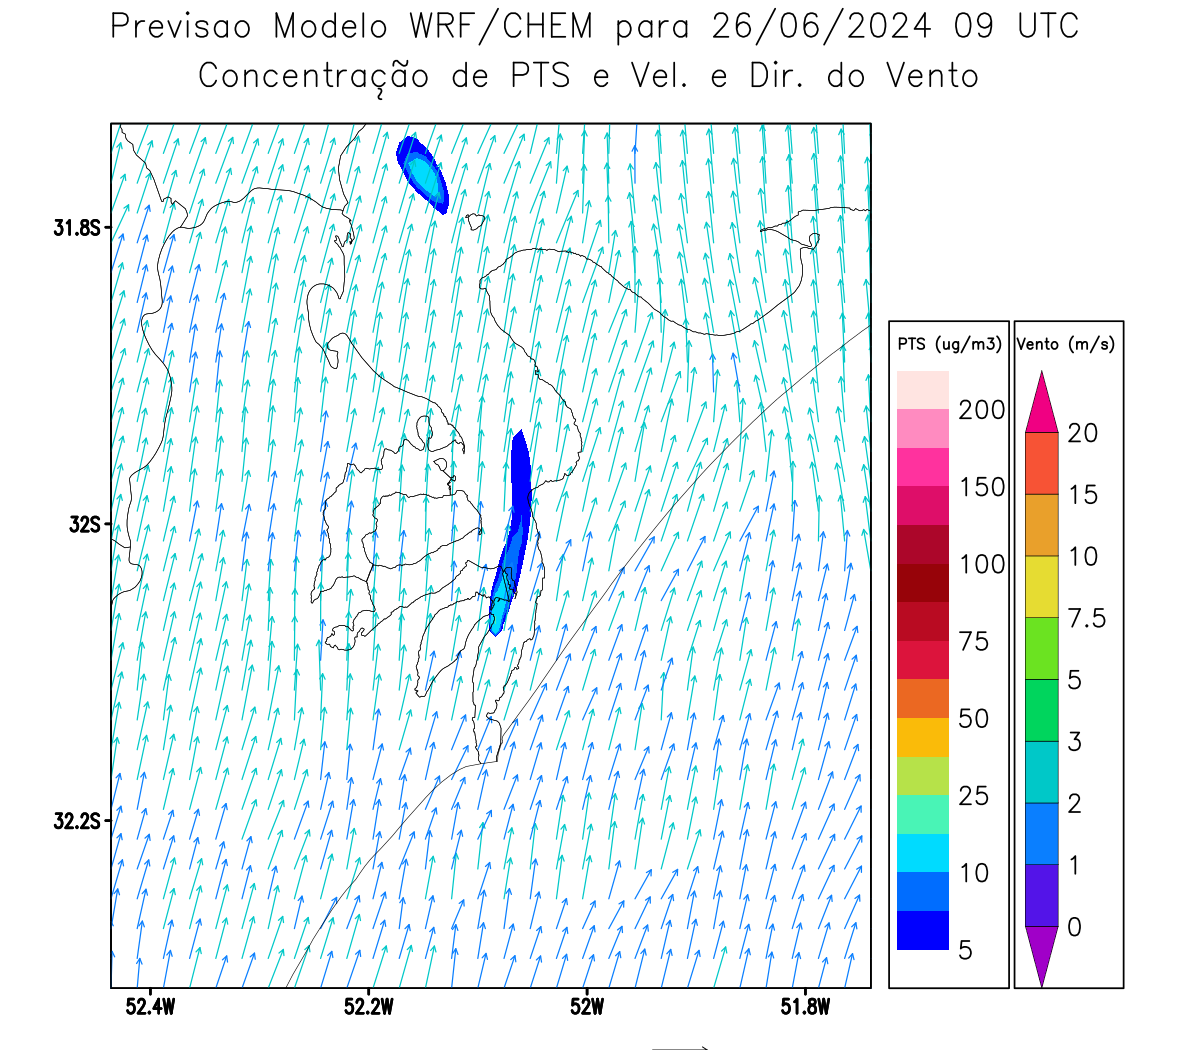 Previsao Modelo WRF/CHEM para 26/06/2024 09 UTC
Concentração de PTS e Vel. e Dir. do Vento
31.8S
32S
32.2S
52.4W
52.2W
52W
51.8W
PTS (ug/m3)
200
150
100
75
50
25
10
5
Vento (m/s)
20
15
10
7.5
5
3
2
1
0